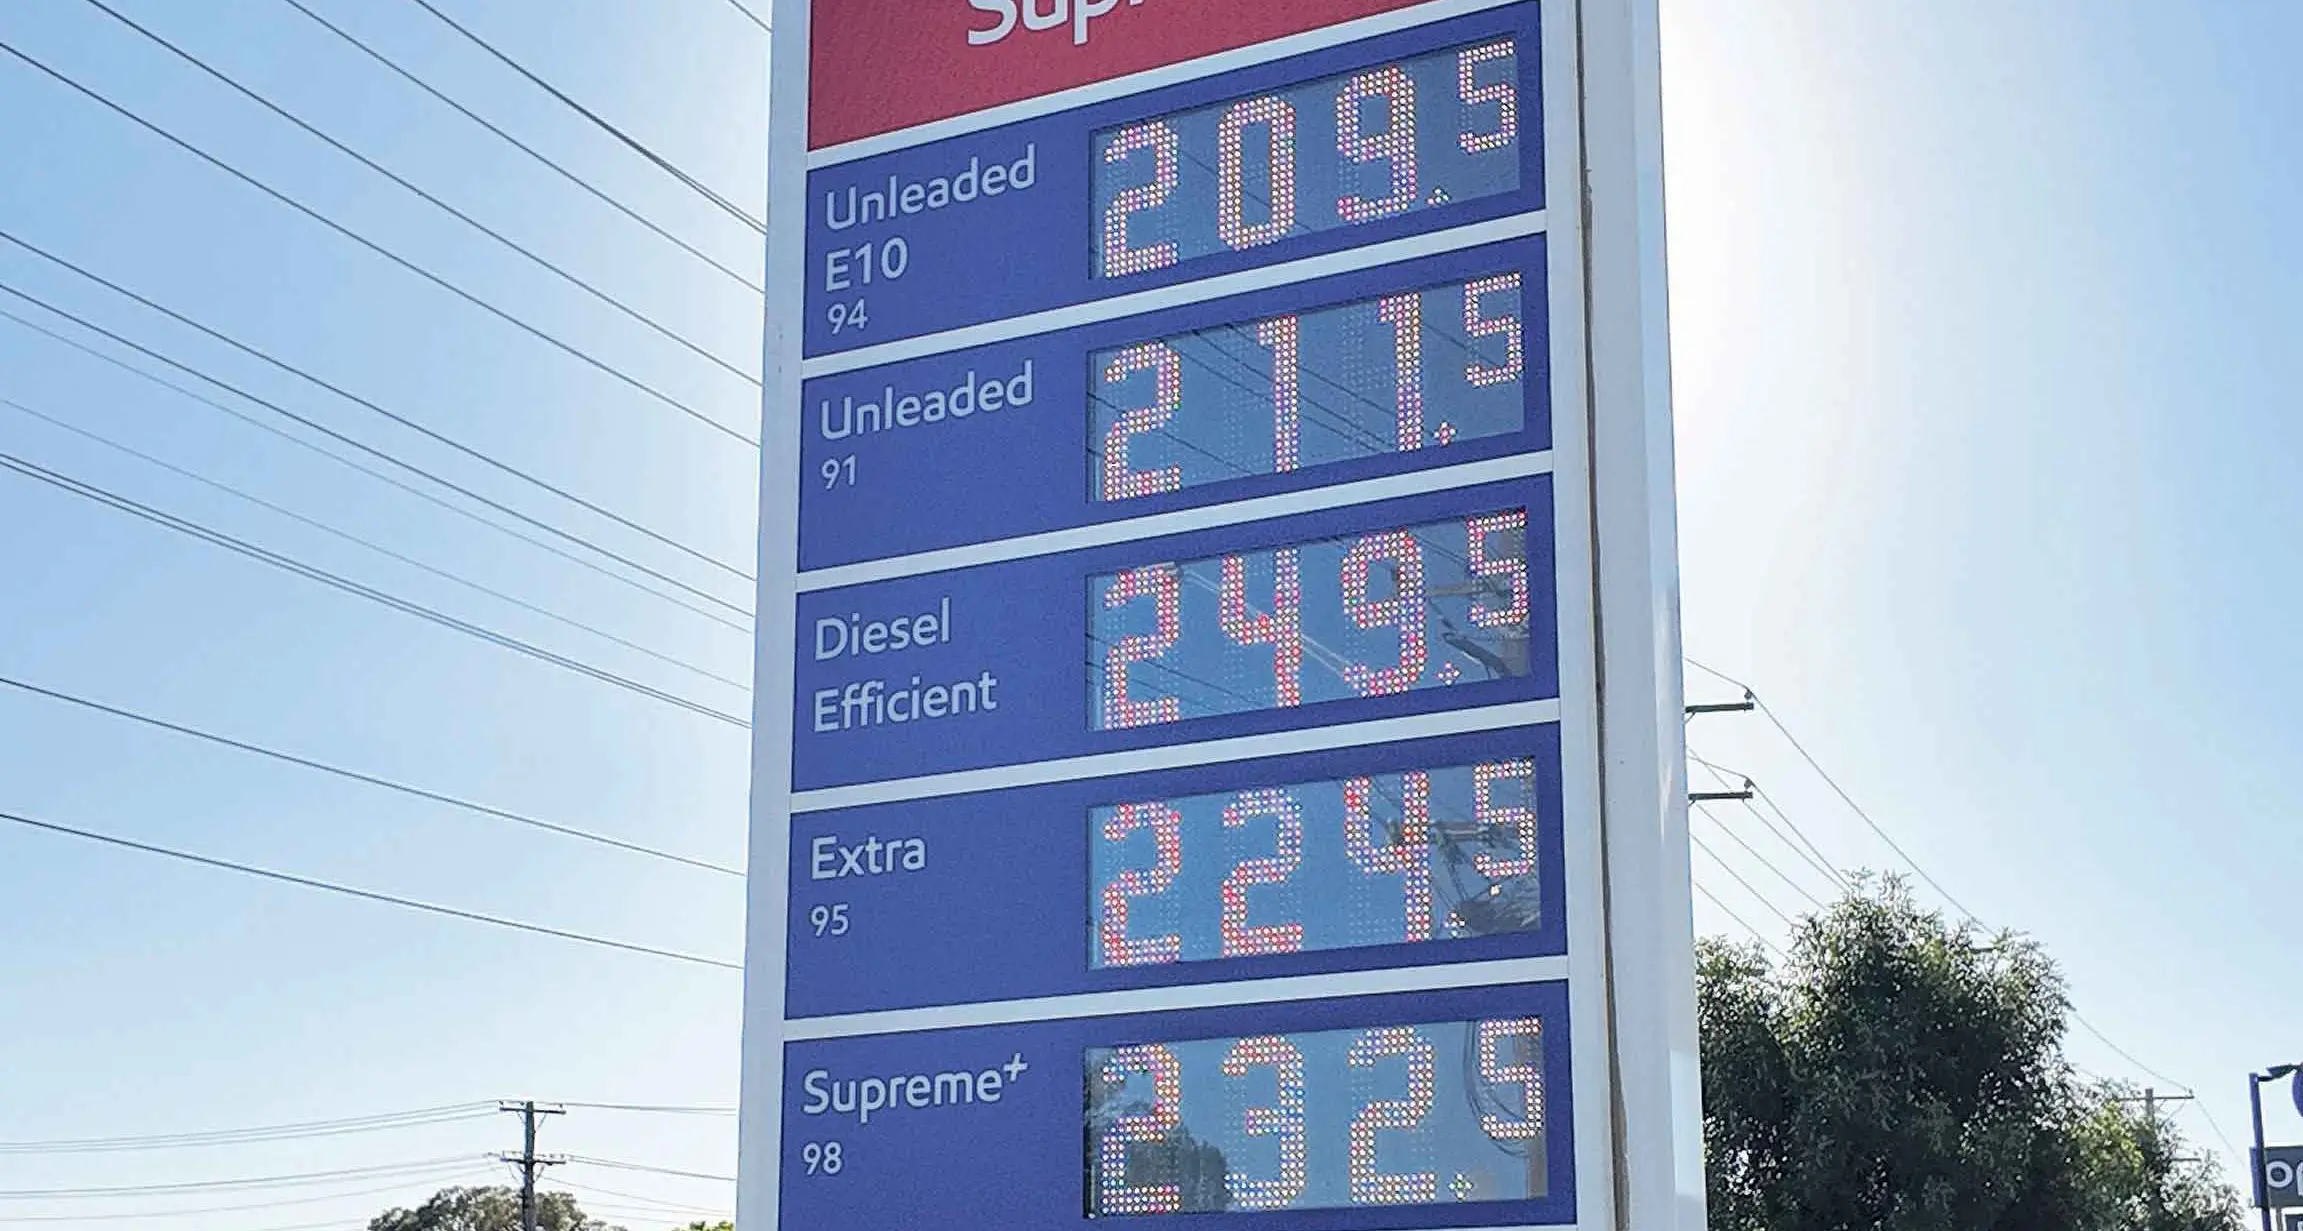 Unleaded 209.5
E10
94
Unleaded 211.5
91
Diesel 249.5
Efficient
Extra 224.5
95
Supreme+ 232.5
98